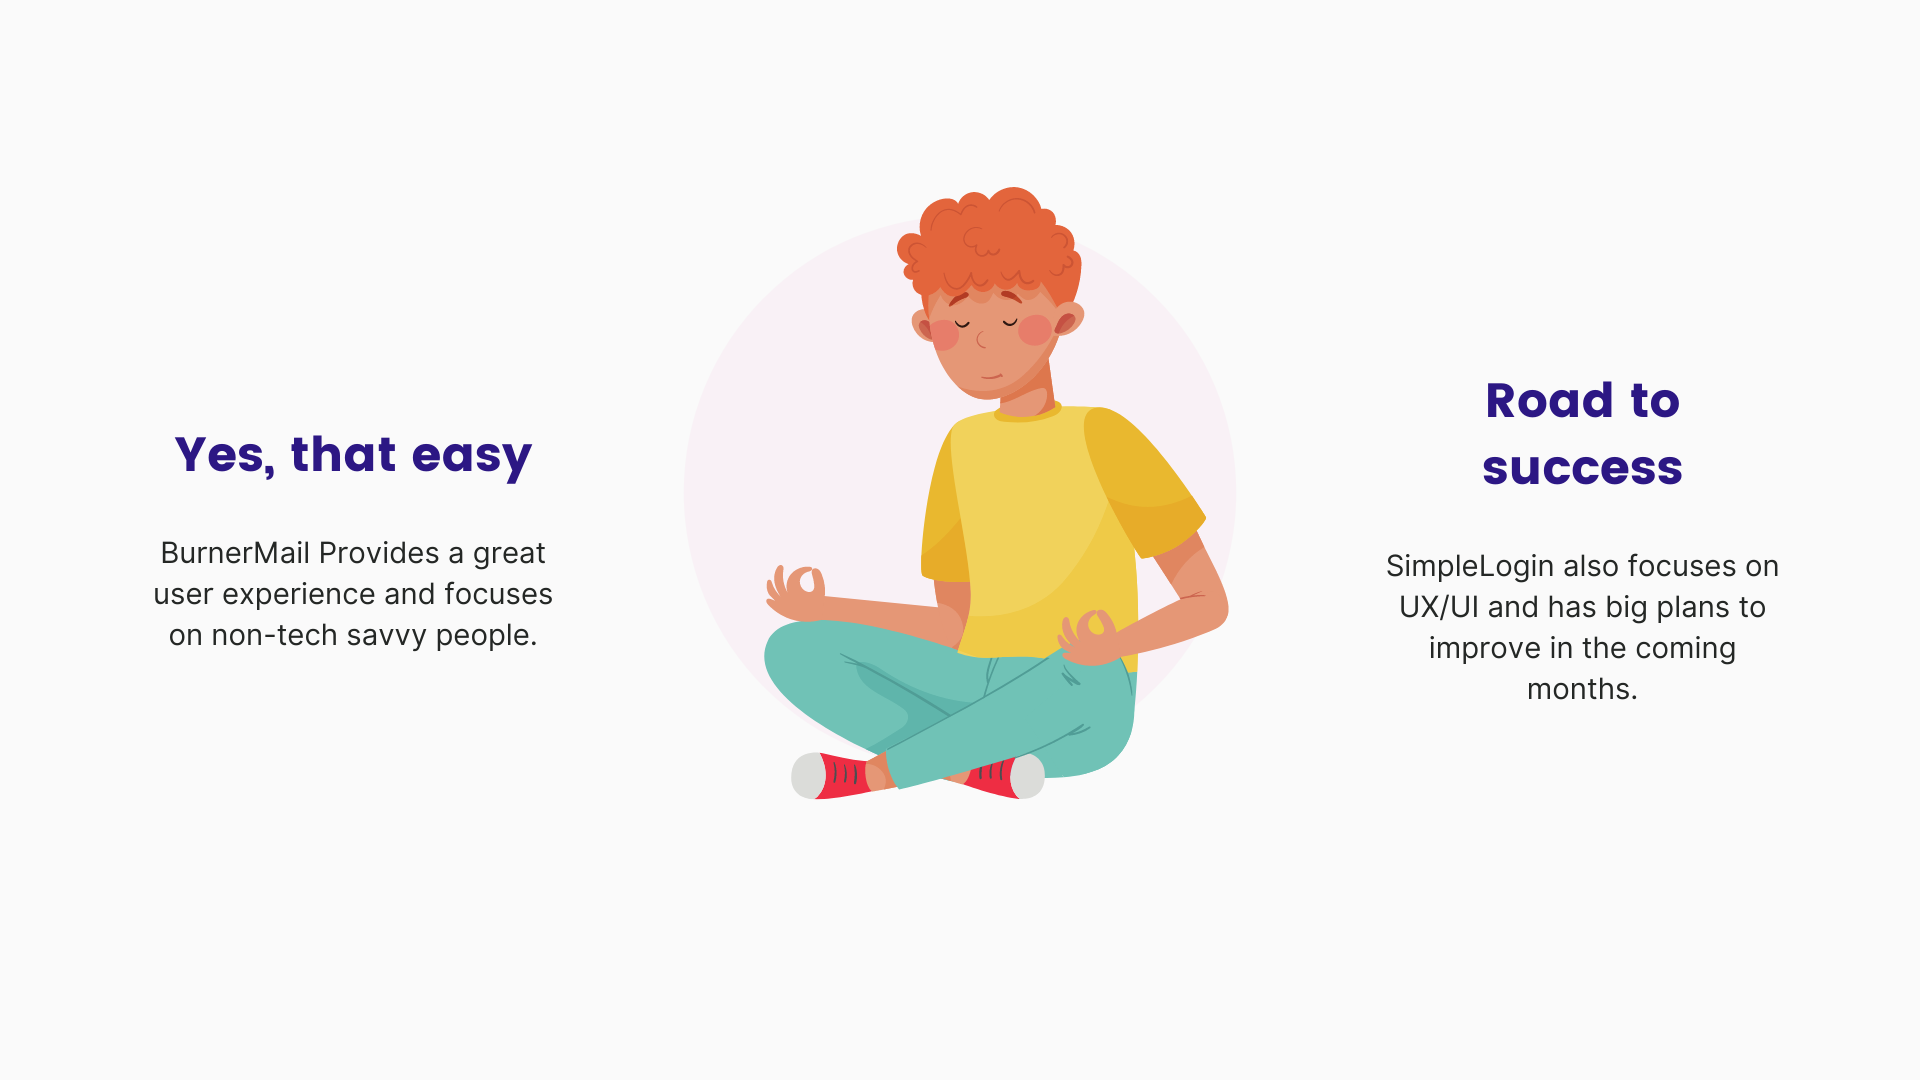 Yes, that easy
BurnerMail Provides a great
user experience and focuses
on non-tech savvy people.
Road to
success
SimpleLogin also focuses on
UX/UI and has big plans to
improve in the coming
months.